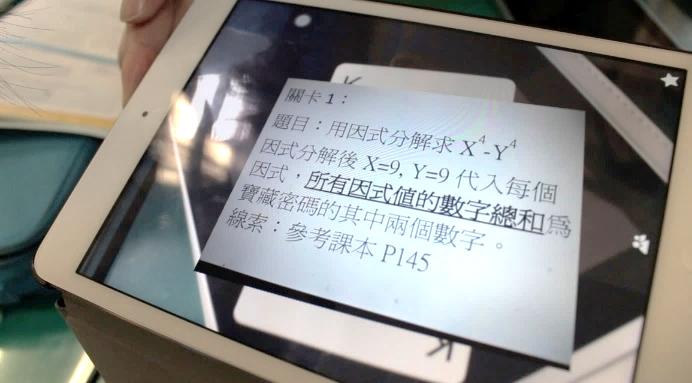 關卡 1：
題目：用因式分解求 X⁴-Y⁴
因式分解後 X=9, Y=9 代入每個
因式，所有因式值的數字總和為
寶藏密碼的其中兩個數字。
線索：參考課本 P145
K
K